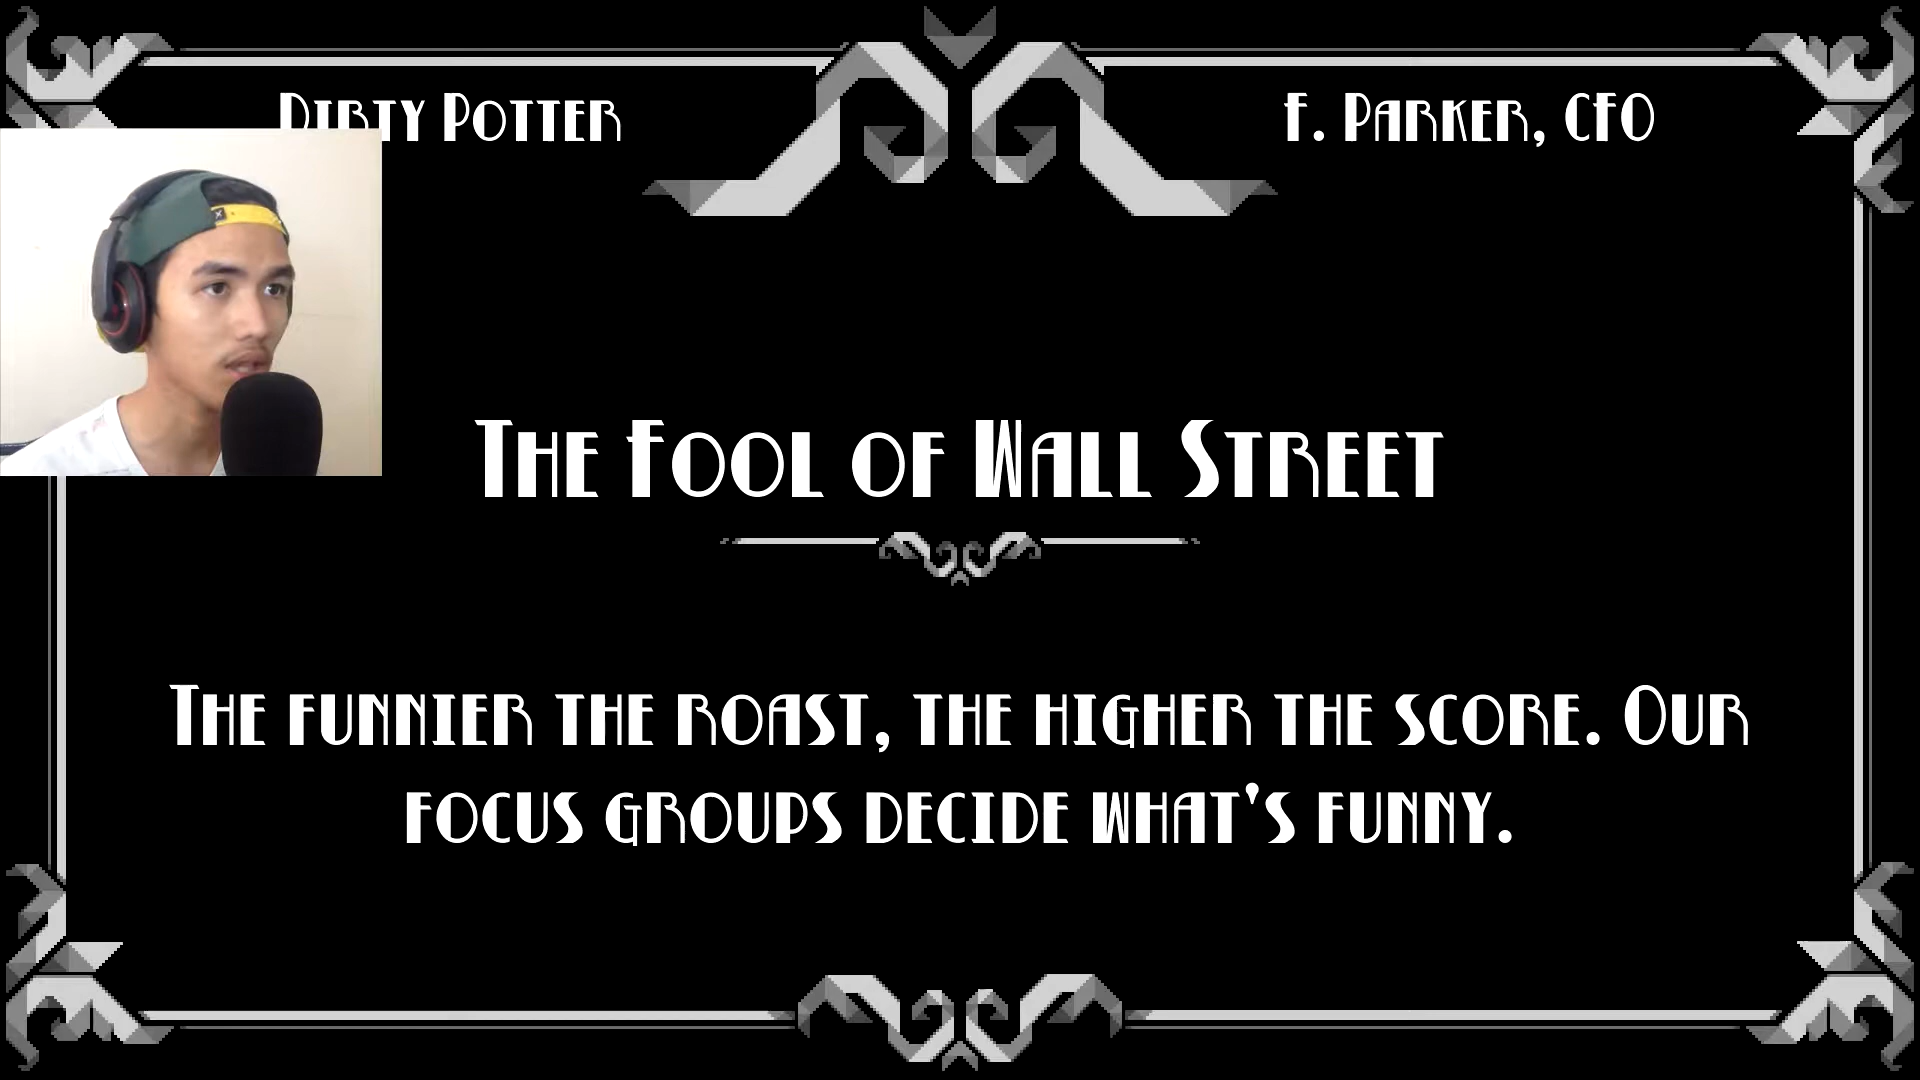 Dirty Potter
F. Parker, CFO
The Fool of Wall Street
The funnier the roast, the higher the score. Our
focus groups decide what's funny.